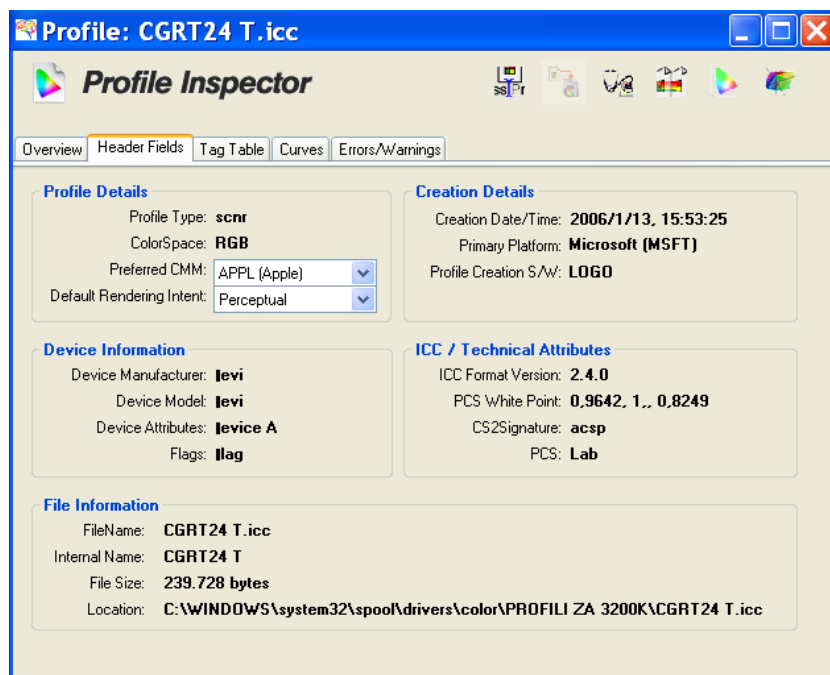 Profile: CGRT24 T.icc
Profile Inspector
Overview Header Fields Tag Table Curves Errors/Warnings
Profile Details
Profile Type: scnr
ColorSpace: RGB
Preferred CMM: APPL (Apple)
Default Rendering Intent: Perceptual
Creation Details
Creation Date/Time: 2006/1/13, 15:53:25
Primary Platform: Microsoft (MSFT)
Profile Creation S/W: LOGO
Device Information
Device Manufacturer: levi
Device Model: levi
Device Attributes: levice A
Flags: llag
ICC / Technical Attributes
ICC Format Version: 2.4.0
PCS White Point: 0,9642, 1,, 0,8249
CS2Signature: acsp
PCS: Lab
File Information
FileName: CGRT24 T.icc
Internal Name: CGRT24 T
File Size: 239.728 bytes
Location: C:\WINDOWS\system32\spool\drivers\color\PROFILI ZA 3200K\CGRT24 T.icc